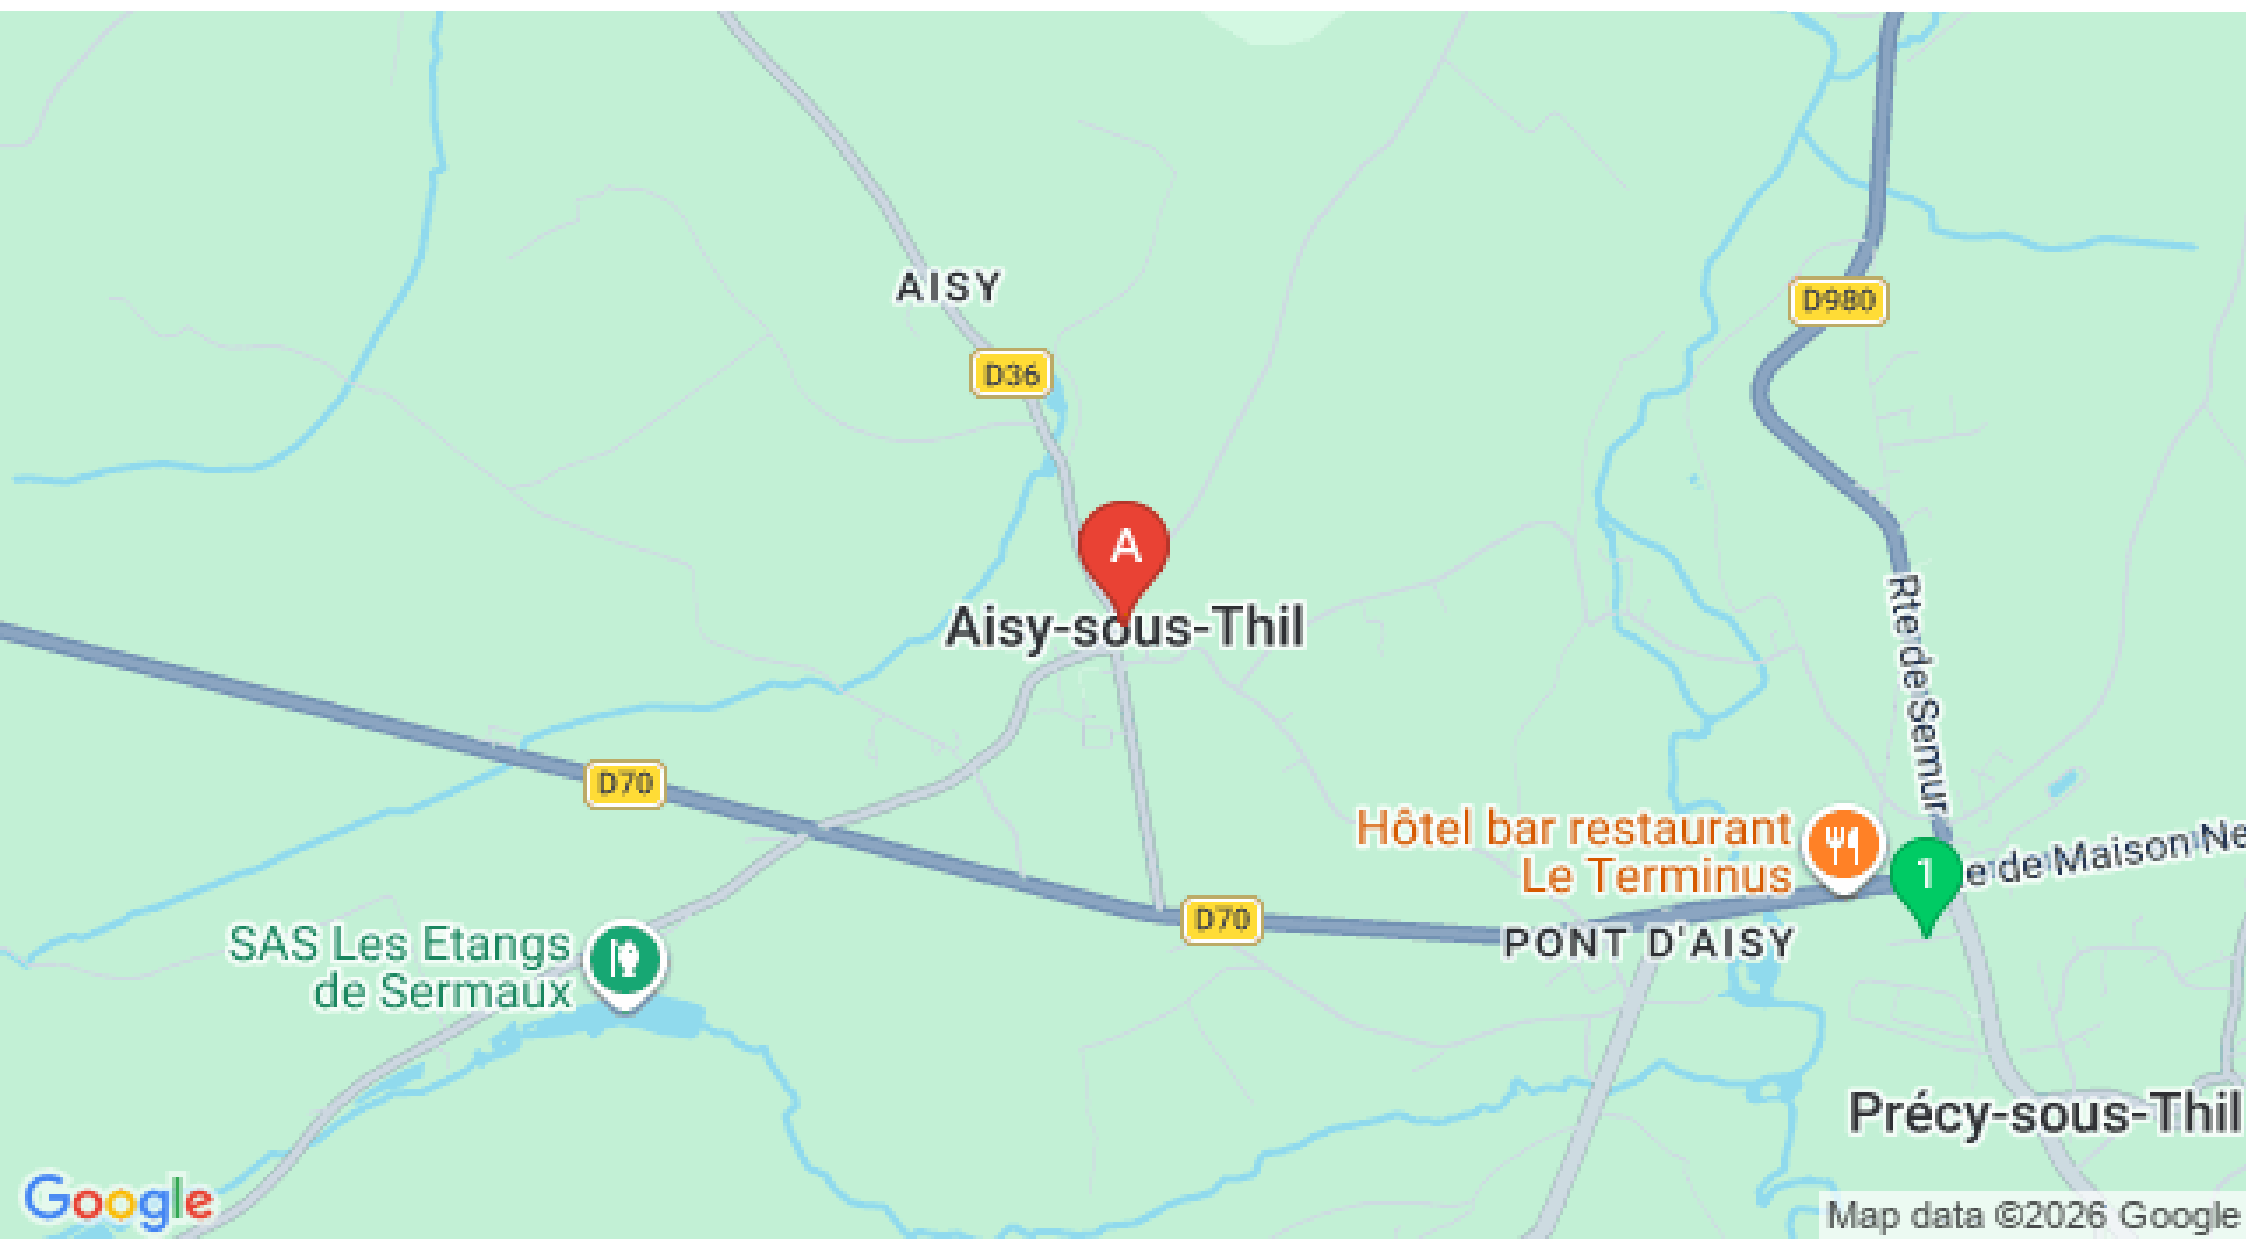 AISY
D980
D36
A
Aisy-sous-Thil
Rte de Semur
D70
Hôtel bar restaurant
Le Terminus
1
e de Maison Ne
D70
PONT D'AISY
SAS Les Etangs
de Sermaux
Précy-sous-Thil
Google
Map data ©2026 Google